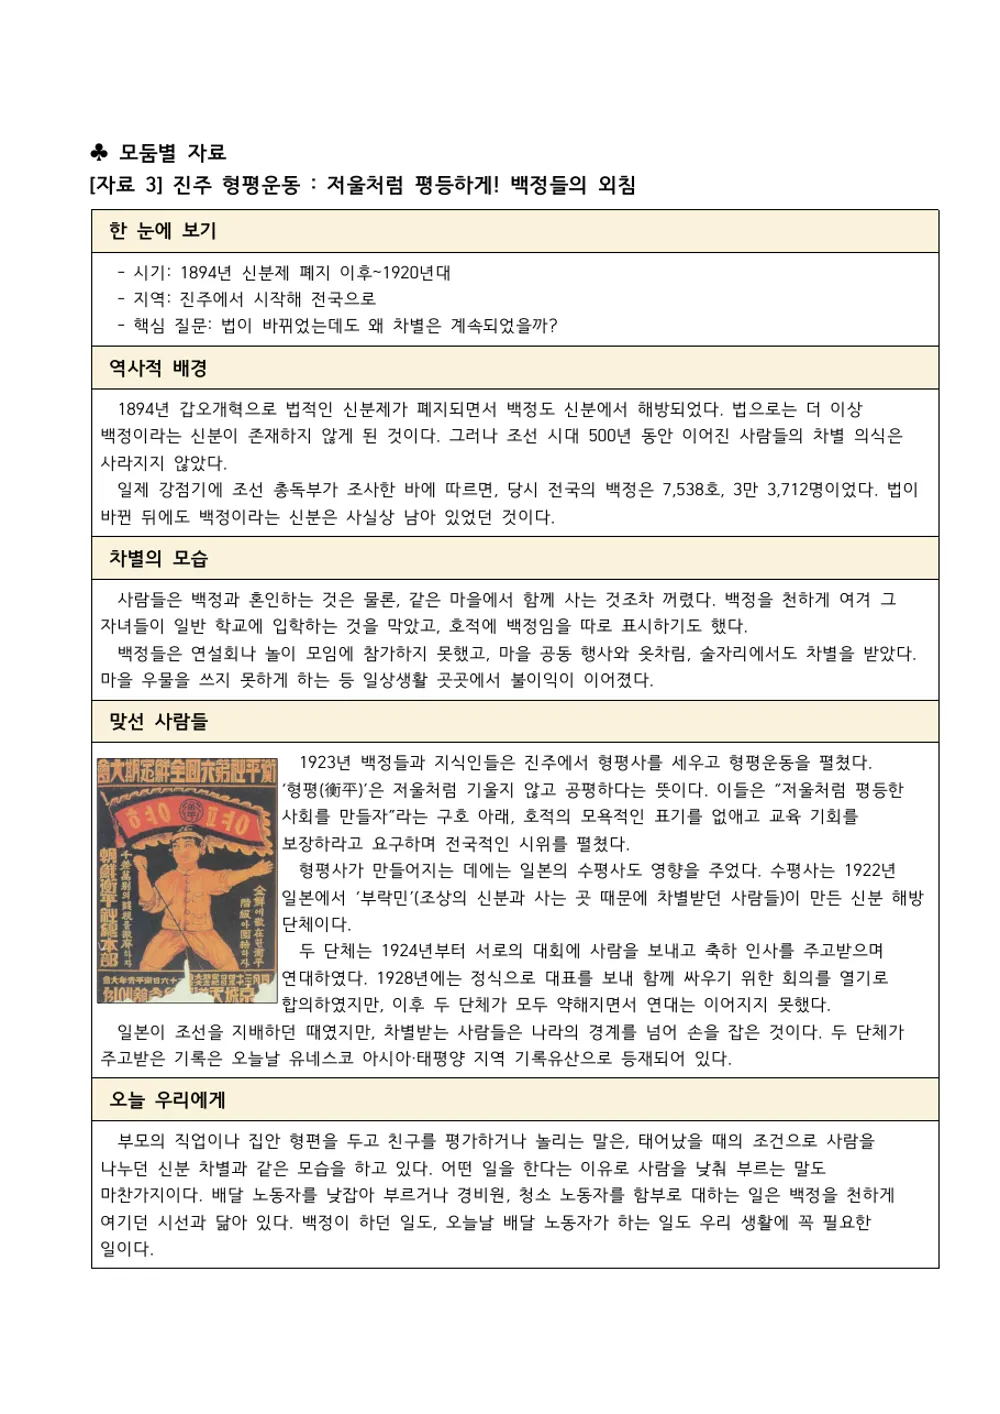 ♣ 모둠별 자료
[자료 3] 진주 형평운동 : 저울처럼 평등하게! 백정들의 외침
한 눈에 보기
- 시기: 1894년 신분제 폐지 이후~1920년대
- 지역: 진주에서 시작해 전국으로
- 핵심 질문: 법이 바뀌었는데도 왜 차별은 계속되었을까?
역사적 배경
1894년 갑오개혁으로 법적인 신분제가 폐지되면서 백정도 신분에서 해방되었다. 법으로는 더 이상
백정이라는 신분이 존재하지 않게 된 것이다. 그러나 조선 시대 500년 동안 이어진 사람들의 차별 의식은
사라지지 않았다.
일제 강점기에 조선 총독부가 조사한 바에 따르면, 당시 전국의 백정은 7,538호, 3만 3,712명이었다. 법이
바뀐 뒤에도 백정이라는 신분은 사실상 남아 있었던 것이다.
차별의 모습
사람들은 백정과 혼인하는 것은 물론, 같은 마을에서 함께 사는 것조차 꺼렸다. 백정을 천하게 여겨 그
자녀들이 일반 학교에 입학하는 것을 막았고, 호적에 백정임을 따로 표시하기도 했다.
백정들은 연설회나 놀이 모임에 참가하지 못했고, 마을 공동 행사와 옷차림, 술자리에서도 차별을 받았다.
마을 우물을 쓰지 못하게 하는 등 일상생활 곳곳에서 불이익이 이어졌다.
맞선 사람들
會大期定鮮全回六第社平衡
야피야호
朝鮮衡平社總本部
1923년 백정들과 지식인들은 진주에서 형평사를 세우고 형평운동을 펼쳤다.
‘형평(衡平)’은 저울처럼 기울지 않고 공평하다는 뜻이다. 이들은 “저울처럼 평등한
사회를 만들자”라는 구호 아래, 호적의 모욕적인 표기를 없애고 교육 기회를
보장하라고 요구하며 전국적인 시위를 펼쳤다.
형평사가 만들어지는 데에는 일본의 수평사도 영향을 주었다. 수평사는 1922년
일본에서 ‘부락민’(조상의 신분과 사는 곳 때문에 차별받던 사람들)이 만든 신분 해방
단체이다.
두 단체는 1924년부터 서로의 대회에 사람을 보내고 축하 인사를 주고받으며
연대하였다. 1928년에는 정식으로 대표를 보내 함께 싸우기 위한 회의를 열기로
합의하였지만, 이후 두 단체가 모두 약해지면서 연대는 이어지지 못했다.
일본이 조선을 지배하던 때였지만, 차별받는 사람들은 나라의 경계를 넘어 손을 잡은 것이다. 두 단체가
주고받은 기록은 오늘날 유네스코 아시아·태평양 지역 기록유산으로 등재되어 있다.
오늘 우리에게
부모의 직업이나 집안 형편을 두고 친구를 평가하거나 놀리는 말은, 태어났을 때의 조건으로 사람을
나누던 신분 차별과 같은 모습을 하고 있다. 어떤 일을 한다는 이유로 사람을 낮춰 부르는 말도
마찬가지이다. 배달 노동자를 낮잡아 부르거나 경비원, 청소 노동자를 함부로 대하는 일은 백정을 천하게
여기던 시선과 닮아 있다. 백정이 하던 일도, 오늘날 배달 노동자가 하는 일도 우리 생활에 꼭 필요한
일이다.